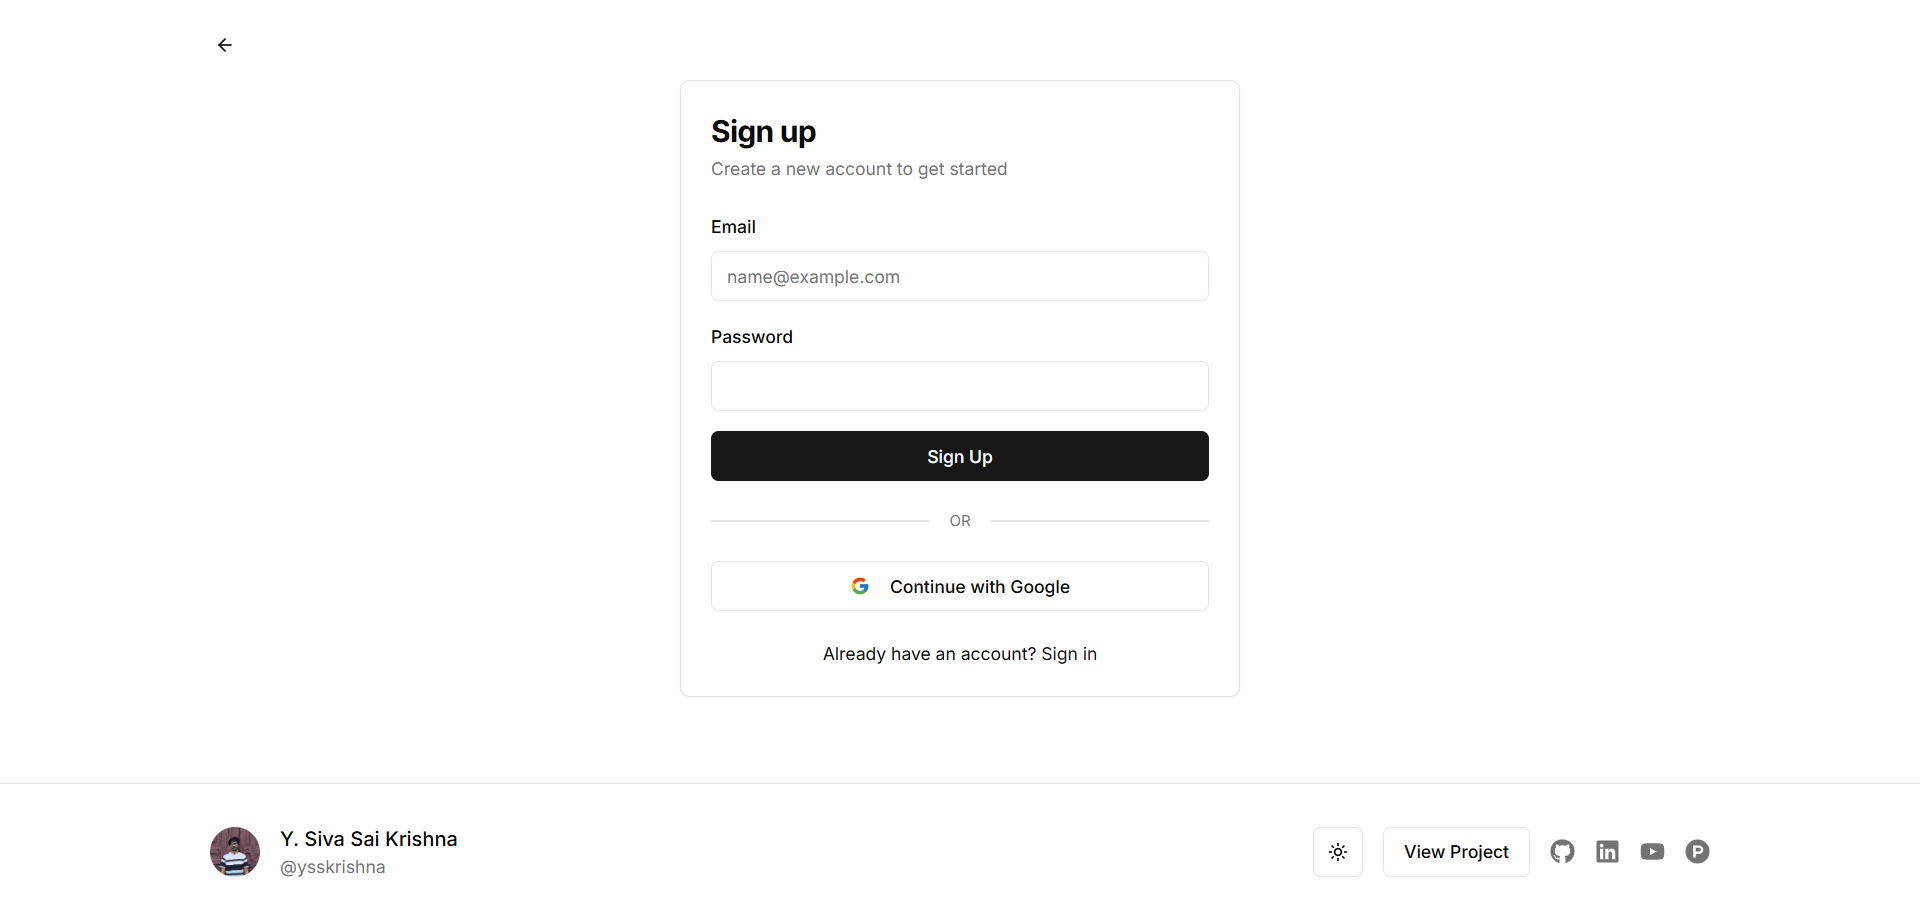 Sign up
Create a new account to get started
Email
name@example.com
Password
Sign Up
OR
Continue with Google
Already have an account? Sign in
Y. Siva Sai Krishna
@ysskrishna
View Project